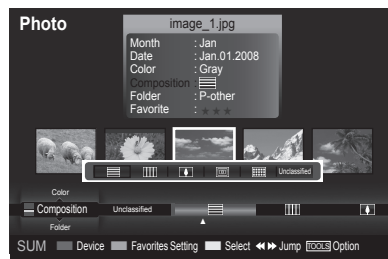 Photo
image_1.jpg
Month : Jan
Date : Jan.01.2008
Color : Gray
Composition :
Folder : P-other
Favorite : ★ ★ ★
Unclassified
Color
Composition
Unclassified
Folder
SUM Device Favorites Setting Select Jump TOOLS Option